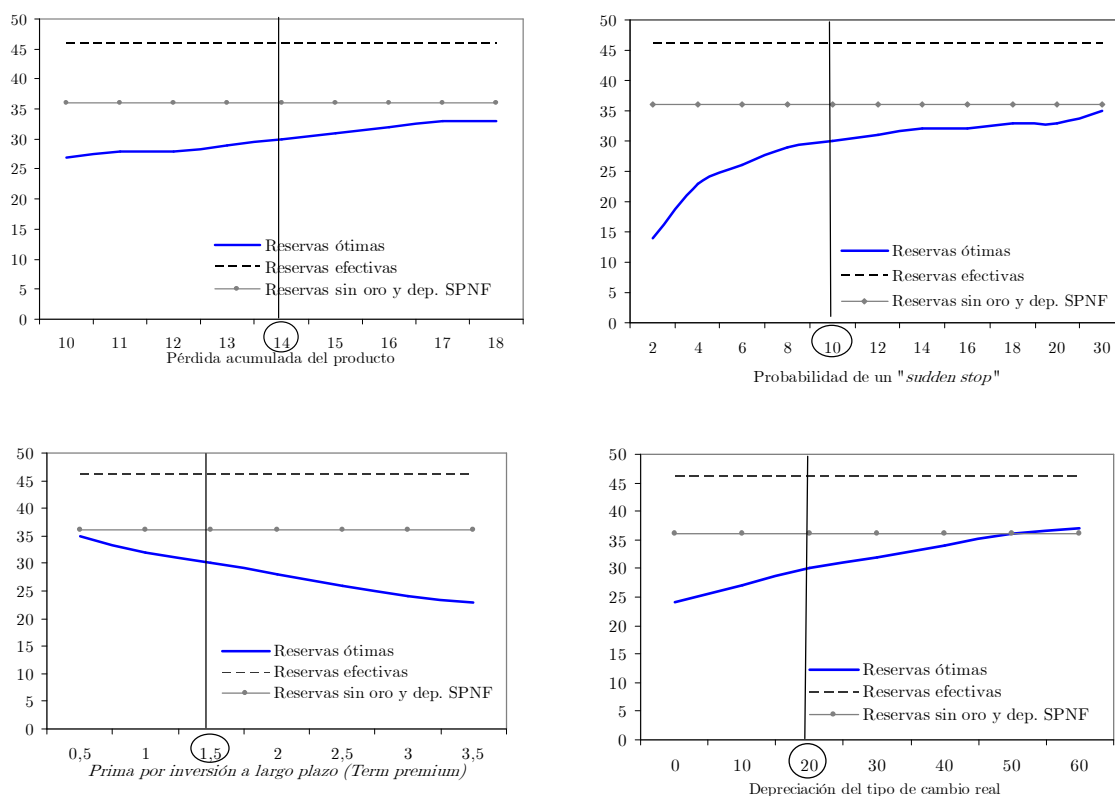 50
45
40
35
30
25
20
15
10
5
0
Reservas ótimas
Reservas efectivas
Reservas sin oro y dep. SPNF
10 11 12 13 14 15 16 17 18
Pérdida acumulada del producto
50
45
40
35
30
25
20
15
10
5
0
Reservas ótimas
Reservas efectivas
Reservas sin oro y dep. SPNF
2 4 6 8 10 12 14 16 18 20 30
Probabilidad de un "sudden stop"
50
45
40
35
30
25
20
15
10
5
0
Reservas ótimas
Reservas efectivas
Reservas sin oro y dep. SPNF
0,5 1 1,5 2 2,5 3 3,5
Prima por inversión a largo plazo (Term premium)
50
45
40
35
30
25
20
15
10
5
0
Reservas ótimas
Reservas efectivas
Reservas sin oro y dep. SPNF
0 10 20 30 40 50 60
Depreciación del tipo de cambio real